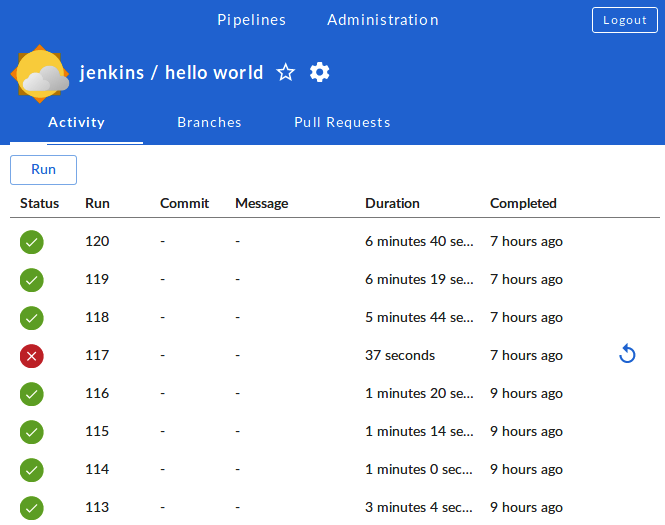 Pipelines Administration Logout
jenkins / hello world
Activity Branches Pull Requests
Run
Status Run Commit Message Duration Completed
120 - - 6 minutes 40 se... 7 hours ago
119 - - 6 minutes 19 se... 7 hours ago
118 - - 5 minutes 44 se... 7 hours ago
117 - - 37 seconds 7 hours ago
116 - - 1 minutes 20 se... 9 hours ago
115 - - 1 minutes 14 se... 9 hours ago
114 - - 1 minutes 0 sec... 9 hours ago
113 - - 3 minutes 4 sec... 9 hours ago